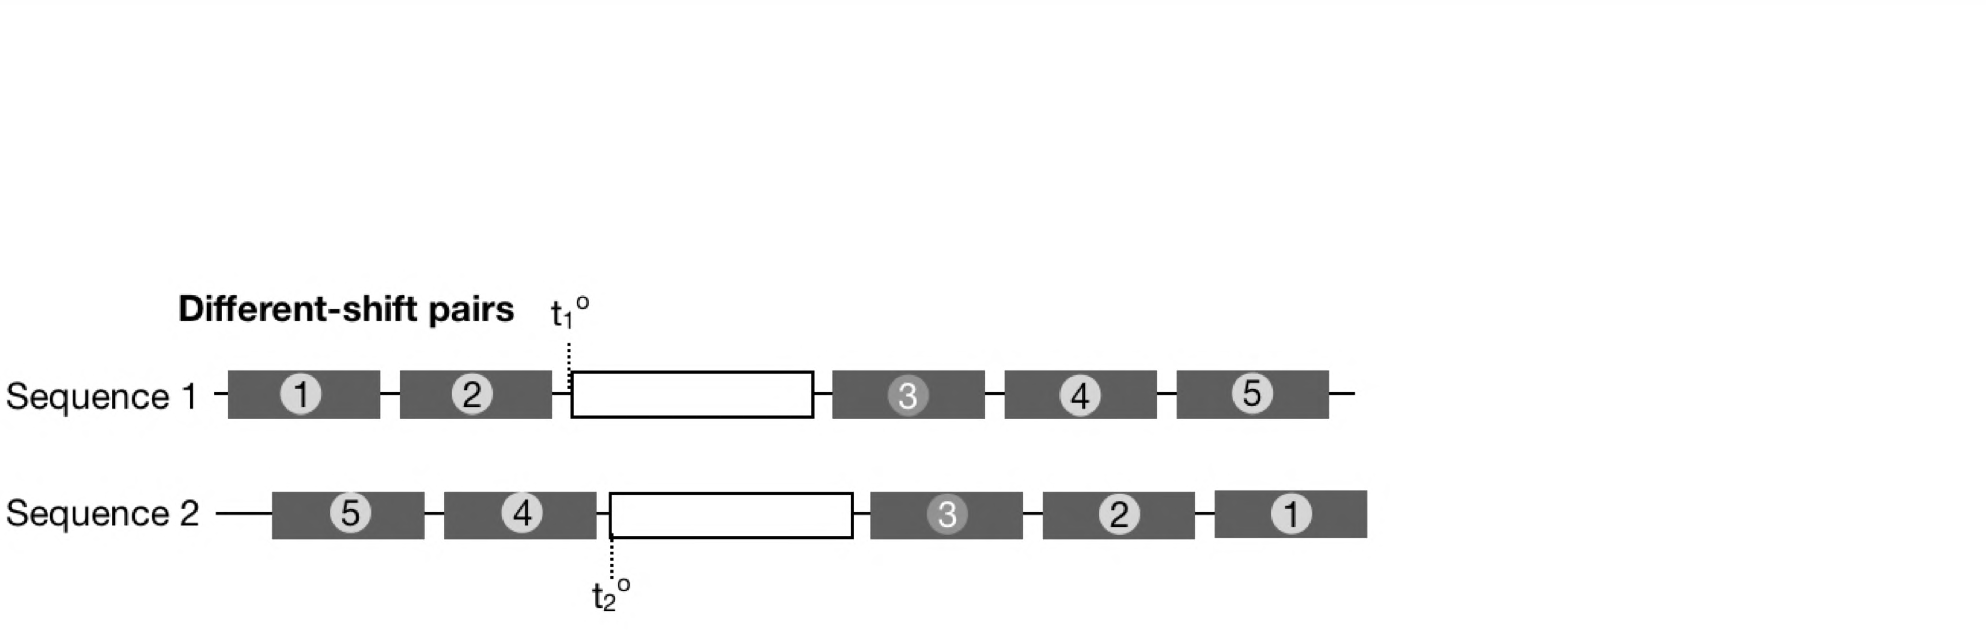 Different-shift pairs t₁º
Sequence 1 1 2 3 4 5
Sequence 2 5 4 3 2 1
t₂º